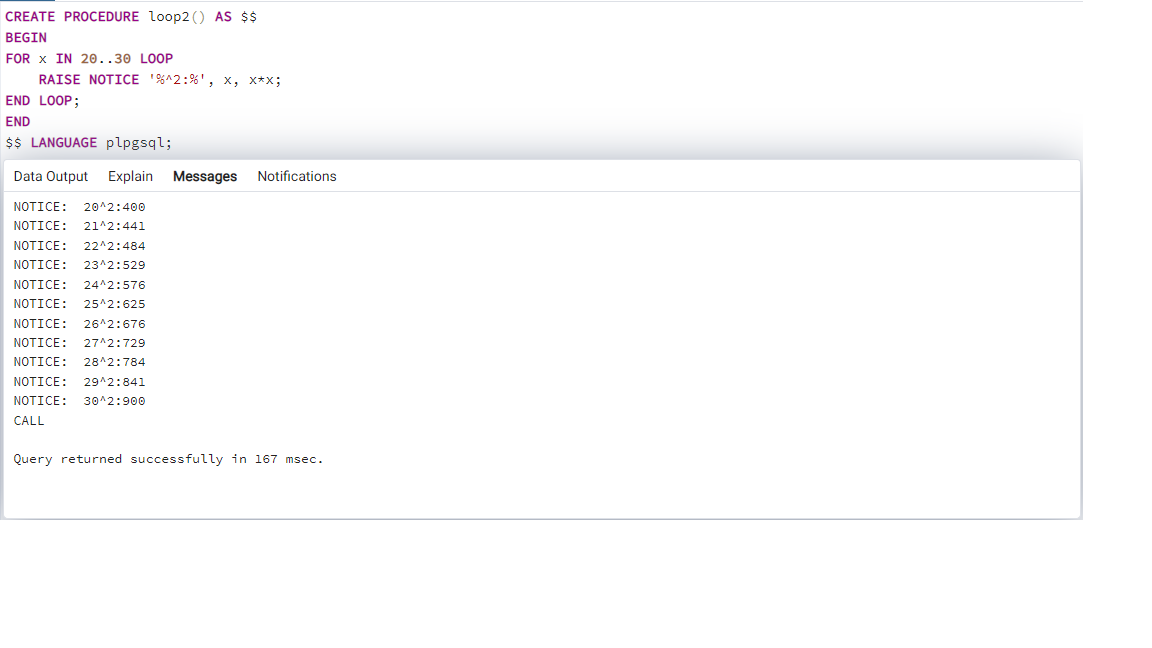 CREATE PROCEDURE loop2() AS $$
BEGIN
FOR x IN 20..30 LOOP
    RAISE NOTICE '%^2:%', x, x*x;
END LOOP;
END
$$ LANGUAGE plpgsql;
Data Output Explain Messages Notifications
NOTICE:  20^2:400
NOTICE:  21^2:441
NOTICE:  22^2:484
NOTICE:  23^2:529
NOTICE:  24^2:576
NOTICE:  25^2:625
NOTICE:  26^2:676
NOTICE:  27^2:729
NOTICE:  28^2:784
NOTICE:  29^2:841
NOTICE:  30^2:900
CALL
Query returned successfully in 167 msec.